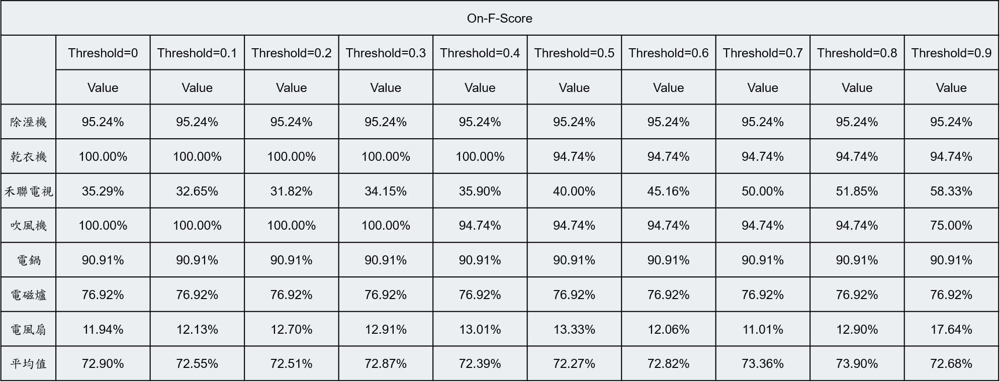 On-F-Score
Threshold=0 Threshold=0.1 Threshold=0.2 Threshold=0.3 Threshold=0.4 Threshold=0.5 Threshold=0.6 Threshold=0.7 Threshold=0.8 Threshold=0.9
Value Value Value Value Value Value Value Value Value Value
除溼機 95.24% 95.24% 95.24% 95.24% 95.24% 95.24% 95.24% 95.24% 95.24% 95.24%
乾衣機 100.00% 100.00% 100.00% 100.00% 100.00% 94.74% 94.74% 94.74% 94.74% 94.74%
禾聯電視 35.29% 32.65% 31.82% 34.15% 35.90% 40.00% 45.16% 50.00% 51.85% 58.33%
吹風機 100.00% 100.00% 100.00% 100.00% 94.74% 94.74% 94.74% 94.74% 94.74% 75.00%
電鍋 90.91% 90.91% 90.91% 90.91% 90.91% 90.91% 90.91% 90.91% 90.91% 90.91%
電磁爐 76.92% 76.92% 76.92% 76.92% 76.92% 76.92% 76.92% 76.92% 76.92% 76.92%
電風扇 11.94% 12.13% 12.70% 12.91% 13.01% 13.33% 12.06% 11.01% 12.90% 17.64%
平均值 72.90% 72.55% 72.51% 72.87% 72.39% 72.27% 72.82% 73.36% 73.90% 72.68%